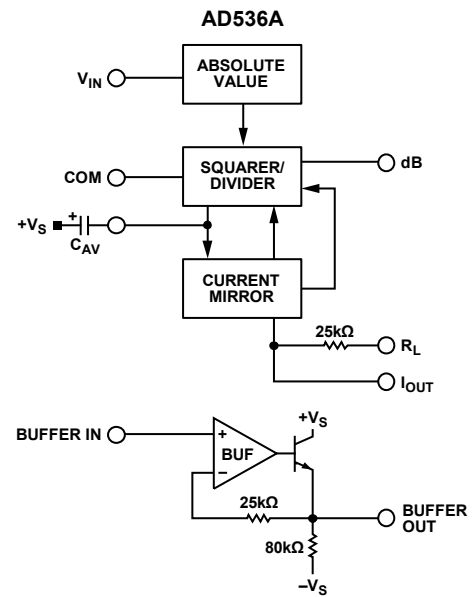 AD536A
ABSOLUTE
VALUE
VIN
SQUARER/
DIVIDER
dB
COM
+VS
+
CAV
CURRENT
MIRROR
25kΩ
RL
IOUT
+VS
BUFFER IN
+
BUF
−
25kΩ
BUFFER
OUT
80kΩ
–VS